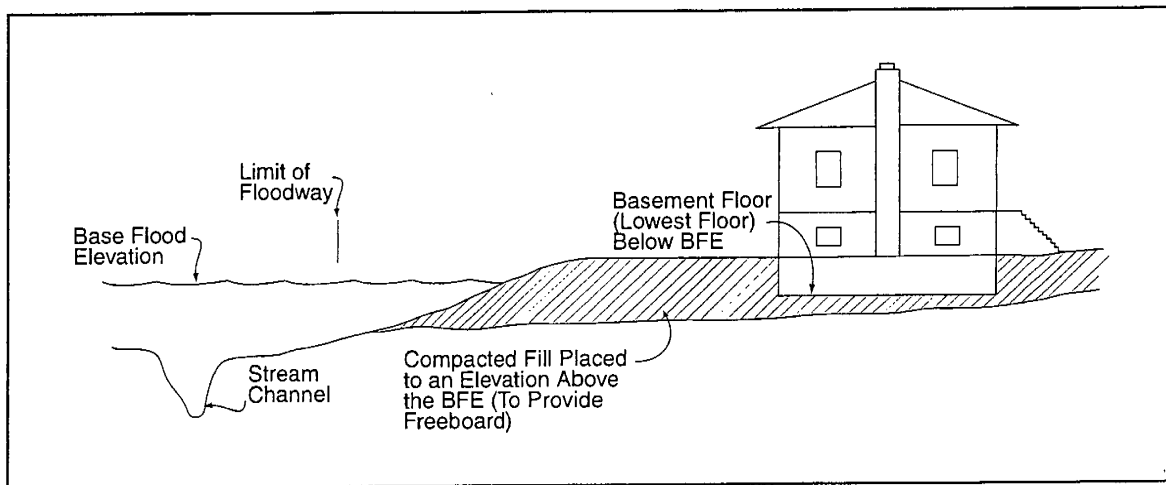 Limit of
Floodway
Base Flood
Elevation
Basement Floor
(Lowest Floor)
Below BFE
Stream
Channel
Compacted Fill Placed
to an Elevation Above
the BFE (To Provide
Freeboard)